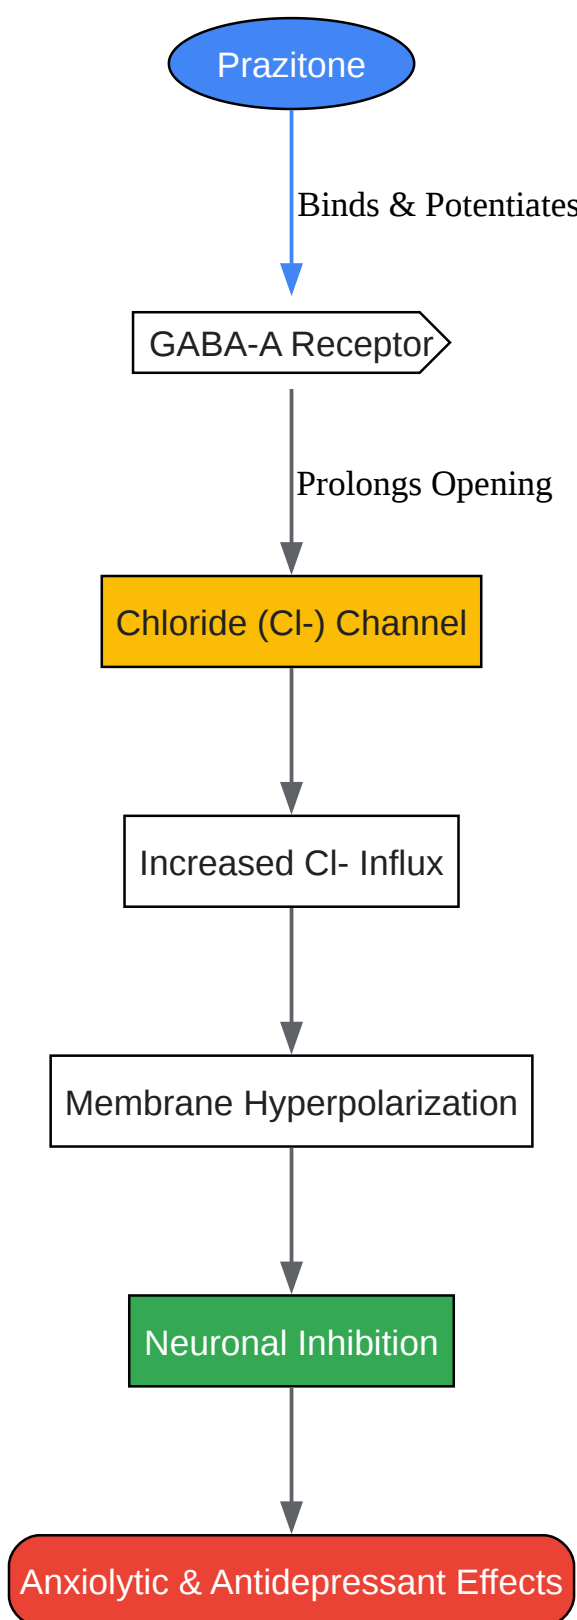 Prazitone
Binds & Potentiates
GABA-A Receptor
Prolongs Opening
Chloride (Cl-) Channel
Increased Cl- Influx
Membrane Hyperpolarization
Neuronal Inhibition
Anxiolytic & Antidepressant Effects